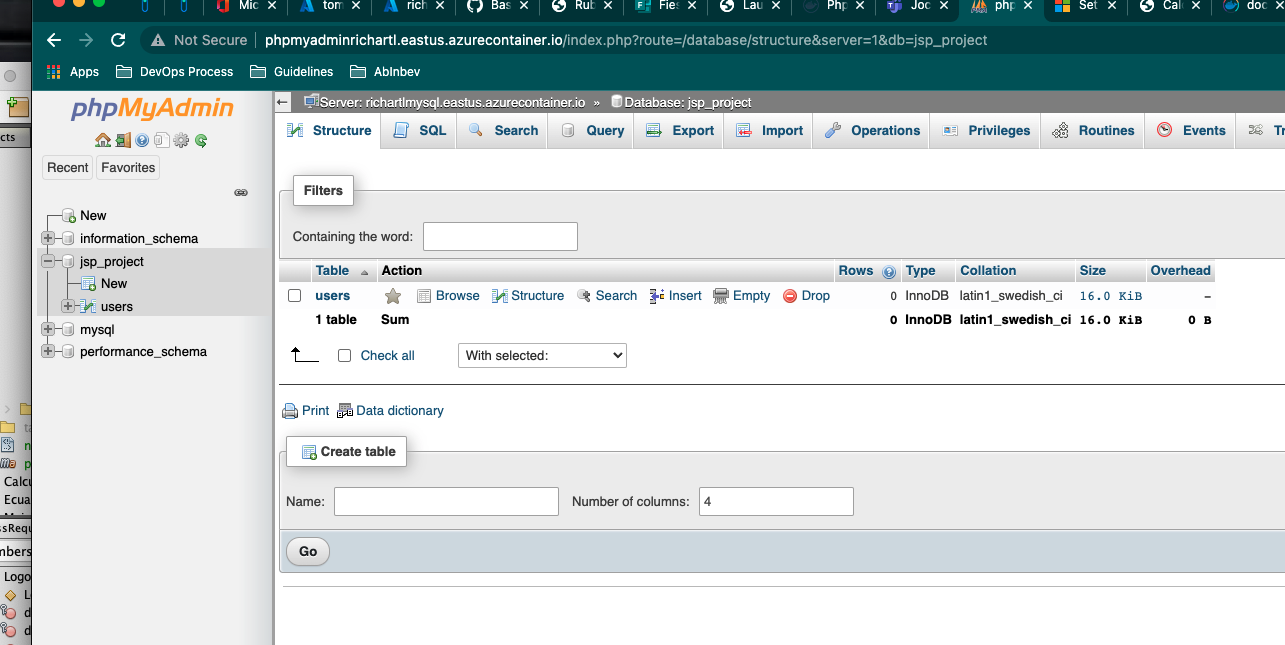 Mic tom rich Bas Rub Fie Lau Php Joc php Set Cal doc
Not Secure phpmyadminrichartl.eastus.azurecontainer.io/index.php?route=/database/structure&server=1&db=jsp_project
Apps DevOps Process Guidelines AbInbev
phpMyAdmin
Recent Favorites
New
information_schema
jsp_project
New
users
mysql
performance_schema
Server: richartlmysql.eastus.azurecontainer.io » Database: jsp_project
Structure SQL Search Query Export Import Operations Privileges Routines Events Tr
Filters
Containing the word:
Table Action Rows Type Collation Size Overhead
users Browse Structure Search Insert Empty Drop 0 InnoDB latin1_swedish_ci 16.0 KiB –
1 table Sum 0 InnoDB latin1_swedish_ci 16.0 KiB 0 B
Check all With selected:
Print Data dictionary
Create table
Name: Number of columns: 4
Go
cts
Calcu
Ecua
sRequ
mbers
Logo